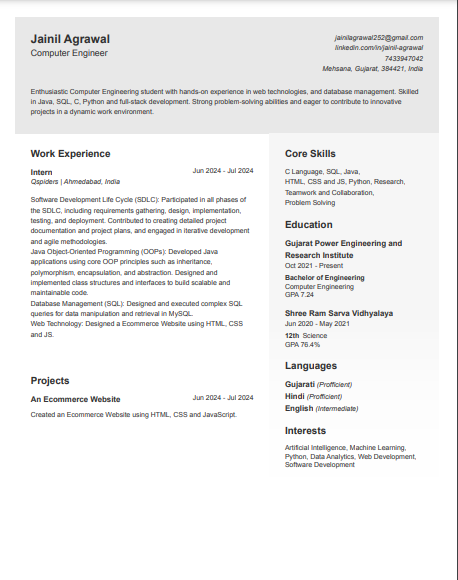 Jainil Agrawal
Computer Engineer
jainilagrawal252@gmail.com
linkedin.com/in/jainil-agrawal
7433947042
Mehsana, Gujarat, 384421, India
Enthusiastic Computer Engineering student with hands-on experience in web technologies, and database management. Skilled
in Java, SQL, C, Python and full-stack development. Strong problem-solving abilities and eager to contribute to innovative
projects in a dynamic work environment.
Work Experience
Intern
Jun 2024 - Jul 2024
Qspiders | Ahmedabad, India
Software Development Life Cycle (SDLC): Participated in all phases of
the SDLC, including requirements gathering, design, implementation,
testing, and deployment. Contributed to creating detailed project
documentation and project plans, and engaged in iterative development
and agile methodologies.
Java Object-Oriented Programming (OOPs): Developed Java
applications using core OOP principles such as inheritance,
polymorphism, encapsulation, and abstraction. Designed and
implemented class structures and interfaces to build scalable and
maintainable code.
Database Management (SQL): Designed and executed complex SQL
queries for data manipulation and retrieval in MySQL.
Web Technology: Designed a Ecommerce Website using HTML, CSS
and JS.
Projects
An Ecommerce Website
Jun 2024 - Jul 2024
Created an Ecommerce Website using HTML, CSS and JavaScript.
Core Skills
C Language, SQL, Java,
HTML, CSS and JS, Python, Research,
Teamwork and Collaboration,
Problem Solving
Education
Gujarat Power Engineering and
Research Institute
Oct 2021 - Present
Bachelor of Engineering
Computer Engineering
GPA 7.24
Shree Ram Sarva Vidhyalaya
Jun 2020 - May 2021
12th Science
GPA 76.4%
Languages
Gujarati (Profficient)
Hindi (Profficient)
English (Intermediate)
Interests
Artificial Intelligence, Machine Learning,
Python, Data Analytics, Web Development,
Software Development